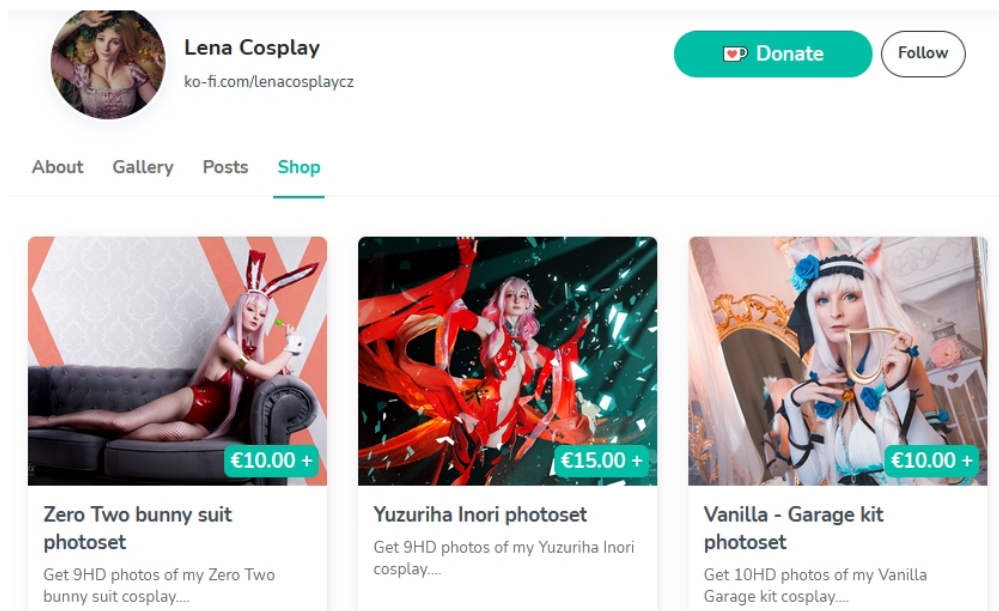 Lena Cosplay
ko-fi.com/lenacosplaycz
Donate
Follow
About
Gallery
Posts
Shop
€10.00 +
Zero Two bunny suit
photoset
Get 9HD photos of my Zero Two
bunny suit cosplay....
€15.00 +
Yuzuriha Inori photoset
Get 9HD photos of my Yuzuriha Inori
cosplay....
€10.00 +
Vanilla - Garage kit
photoset
Get 10HD photos of my Vanilla
Garage kit cosplay....